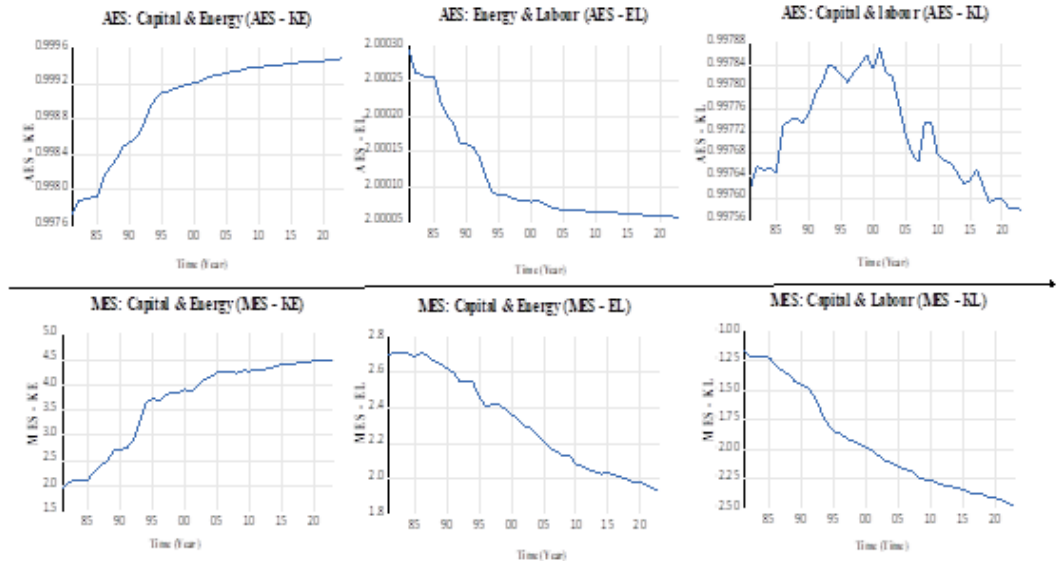 AES: Capital & Energy (AES - KE)
AES - KE
0.9996
0.9992
0.9988
0.9984
0.9980
0.9976
85 90 95 00 05 10 15 20
Time (Year)
AES: Energy & Labour (AES - EL)
AES - EL
2.00030
2.00025
2.00020
2.00015
2.00010
2.00005
85 90 95 00 05 10 15 20
Time (Year)
AES: Capital & labour (AES - KL)
AES - KL
0.99788
0.99784
0.99776
0.99772
0.99768
0.99764
0.99760
0.99756
85 90 95 00 05 10 15 20
Time (Year)
MES: Capital & Energy (MES - KE)
MES - KE
5.0
4.5
4.0
3.5
3.0
2.5
2.0
1.5
85 90 95 00 05 10 15 20
Time (Year)
MES: Capital & Energy (MES - EL)
MES - EL
2.8
2.6
2.4
2.2
2.0
1.8
85 90 95 00 05 10 15 20
Time (Year)
MES: Capital & Labour (MES - KL)
MES - KL
1.00
1.25
1.50
1.75
2.00
2.25
2.50
85 90 95 00 05 10 15 20
Time (Time)